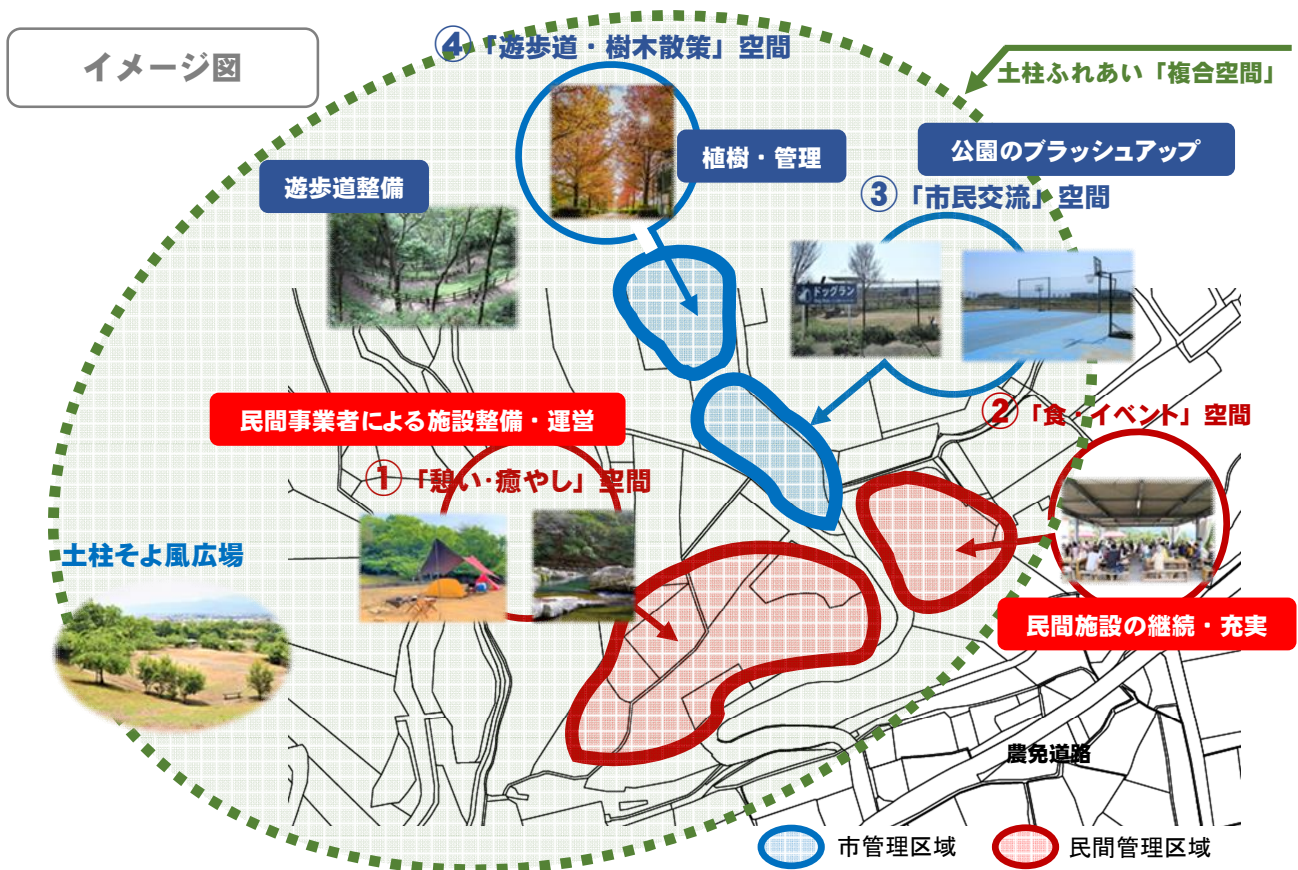 イメージ図
④「遊歩道・樹木散策」空間
土柱ふれあい「複合空間」
植樹・管理
公園のブラッシュアップ
遊歩道整備
③「市民交流」空間
ドッグラン
民間事業者による施設整備・運営
②「食・イベント」空間
①「憩い・癒やし」空間
土柱そよ風広場
民間施設の継続・充実
農免道路
市管理区域
民間管理区域